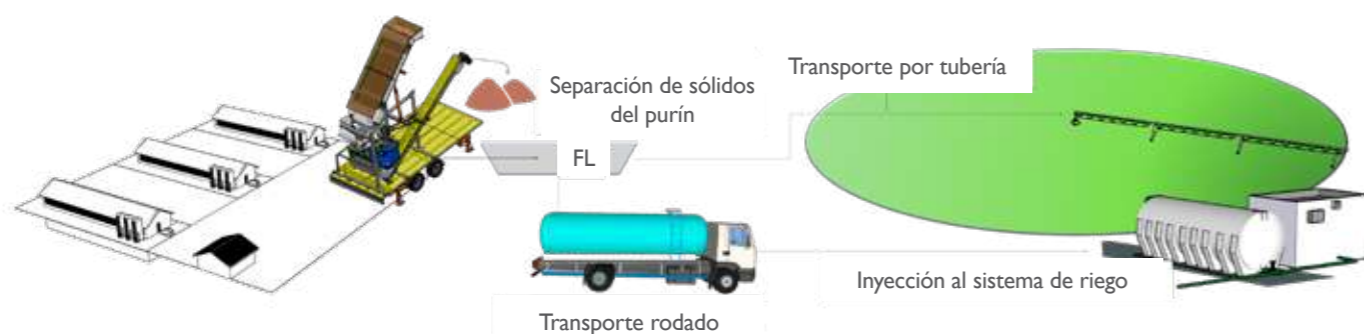 Transporte por tubería
Separación de sólidos
del purín
FL
Inyección al sistema de riego
Transporte rodado